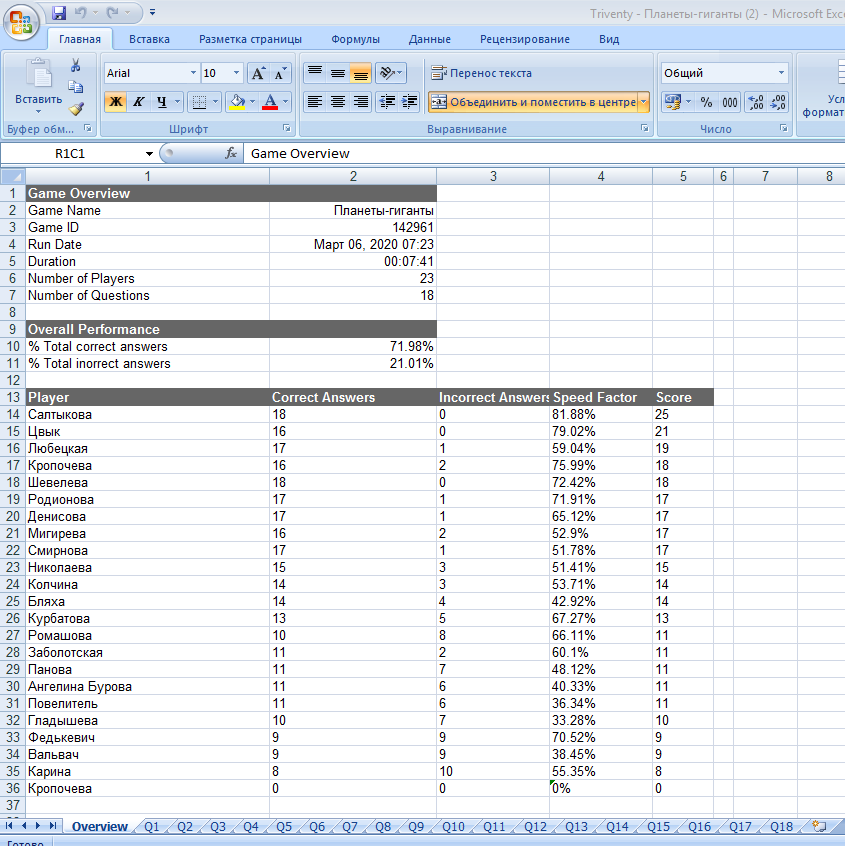 Triventy - Планеты-гиганты (2) - Microsoft Exce
Главная Вставка Разметка страницы Формулы Данные Рецензирование Вид
Вставить
Arial 10
Ж К Ч
Перенос текста
Объединить и поместить в центре
Общий
% 000
Усл
формат
Буфер обм... Шрифт Выравнивание Число
R1C1 fx Game Overview
1 2 3 4 5 6 7 8
1 Game Overview
2 Game Name Планеты-гиганты
3 Game ID 142961
4 Run Date Март 06, 2020 07:23
5 Duration 00:07:41
6 Number of Players 23
7 Number of Questions 18
8
9 Overall Performance
10 % Total correct answers 71.98%
11 % Total inorrect answers 21.01%
12
13 Player Correct Answers Incorrect Answers Speed Factor Score
14 Салтыкова 18 0 81.88% 25
15 Цвык 16 0 79.02% 21
16 Любецкая 17 1 59.04% 19
17 Кропочева 16 2 75.99% 18
18 Шевелева 18 0 72.42% 18
19 Родионова 17 1 71.91% 17
20 Денисова 17 1 65.12% 17
21 Мигирева 16 2 52.9% 17
22 Смирнова 17 1 51.78% 17
23 Николаева 15 3 51.41% 15
24 Колчина 14 3 53.71% 14
25 Бляха 14 4 42.92% 14
26 Курбатова 13 5 67.27% 13
27 Ромашова 10 8 66.11% 11
28 Заболотская 11 2 60.1% 11
29 Панова 11 7 48.12% 11
30 Ангелина Бурова 11 6 40.33% 11
31 Повелитель 11 6 36.34% 11
32 Гладышева 10 7 33.28% 10
33 Федькевич 9 9 70.52% 9
34 Вальвач 9 9 38.45% 9
35 Карина 8 10 55.35% 8
36 Кропочева 0 0 0% 0
37
Overview Q1 Q2 Q3 Q4 Q5 Q6 Q7 Q8 Q9 Q10 Q11 Q12 Q13 Q14 Q15 Q16 Q17 Q18
Готово